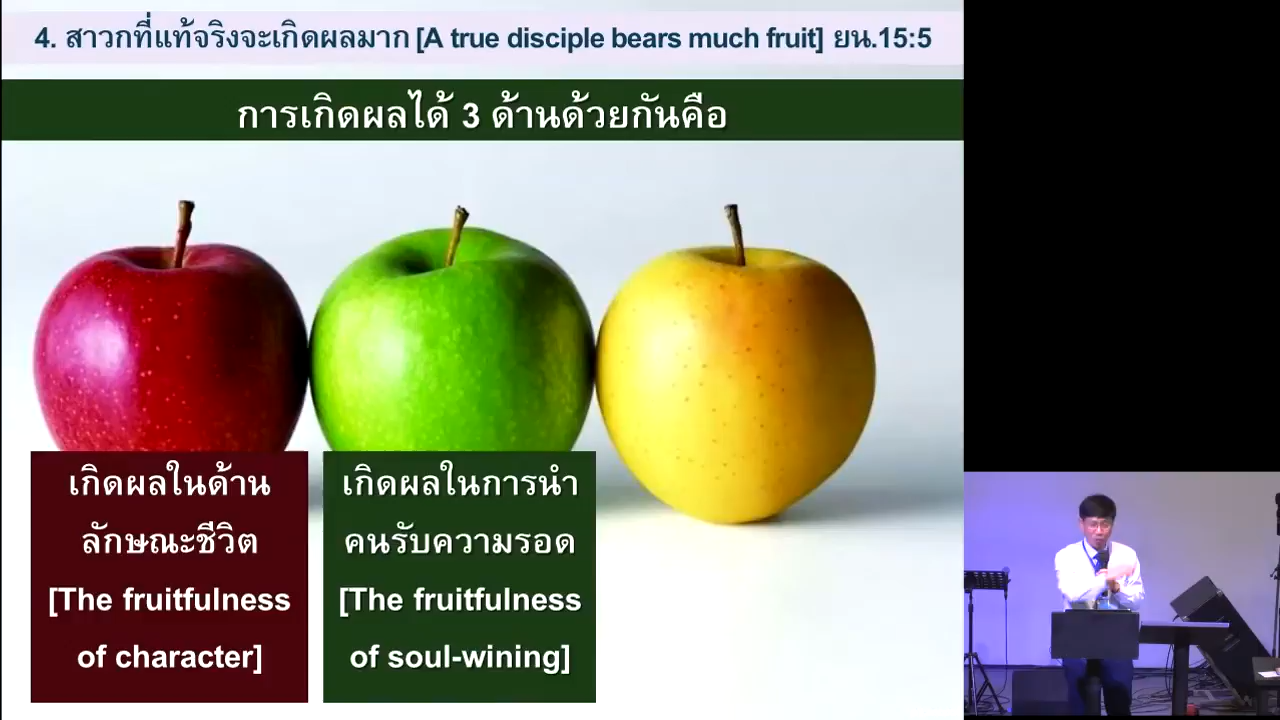 4. สาวกที่แท้จริงจะเกิดผลมาก [A true disciple bears much fruit] ยน.15:5
การเกิดผลได้ 3 ด้านด้วยกันคือ
เกิดผลในด้าน
ลักษณะชีวิต
[The fruitfulness
of character]
เกิดผลในการนำ
คนรับความรอด
[The fruitfulness
of soul-wining]